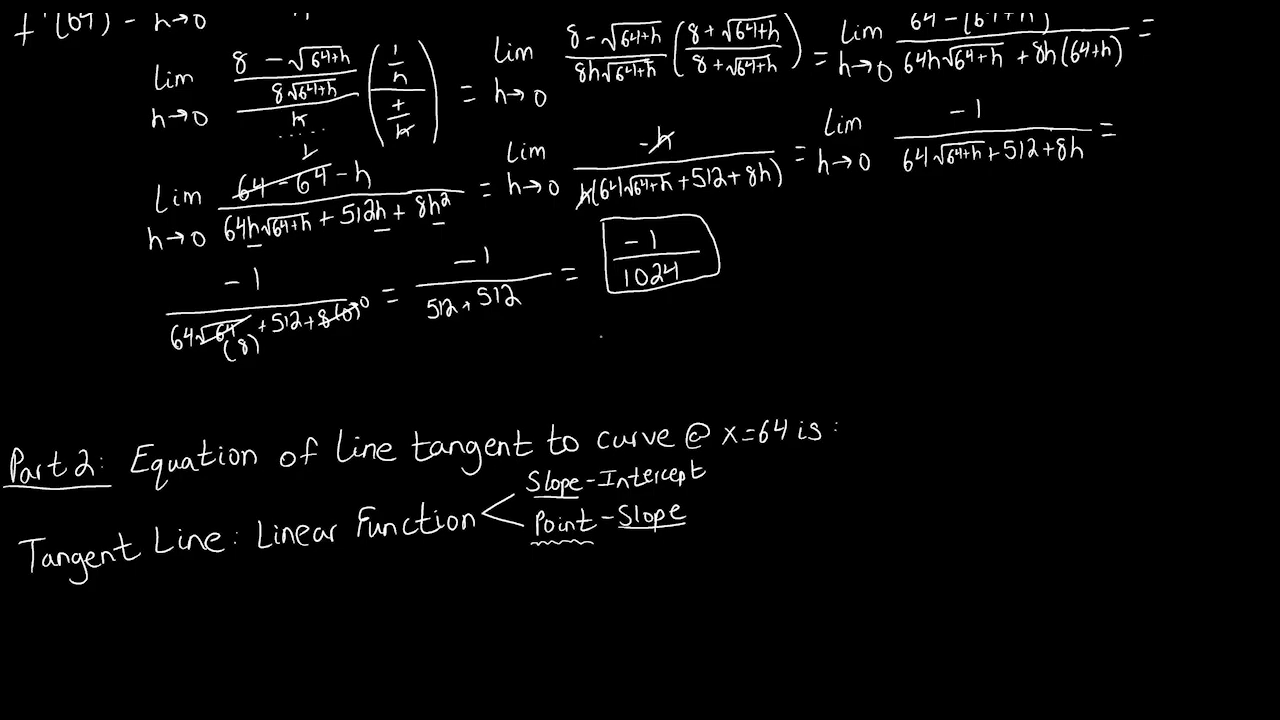 f'(64) - h→0
Lim h→0 ((8 - √64+h)/(8√64+h))/h ((1/h)/(1/h)) = Lim h→0 (8 - √64+h)/(8h√64+h) ((8 + √64+h)/(8 + √64+h)) = Lim h→0 (64 - (64+h))/(64h√64+h + 8h(64+h)) =
Lim h→0 (64 - 64 - h)/(64h√64+h + 512h + 8h²) = Lim h→0 -h/(h(64√64+h + 512 + 8h)) = Lim h→0 -1/(64√64+h + 512 + 8h) =
-1/(64√64 (8) + 512 + 8(0) 0) = -1/(512 + 512) = -1/1024
Part 2: Equation of Line tangent to curve @ x=64 is:
Slope-Intercept
Tangent Line: Linear Function < Point-Slope